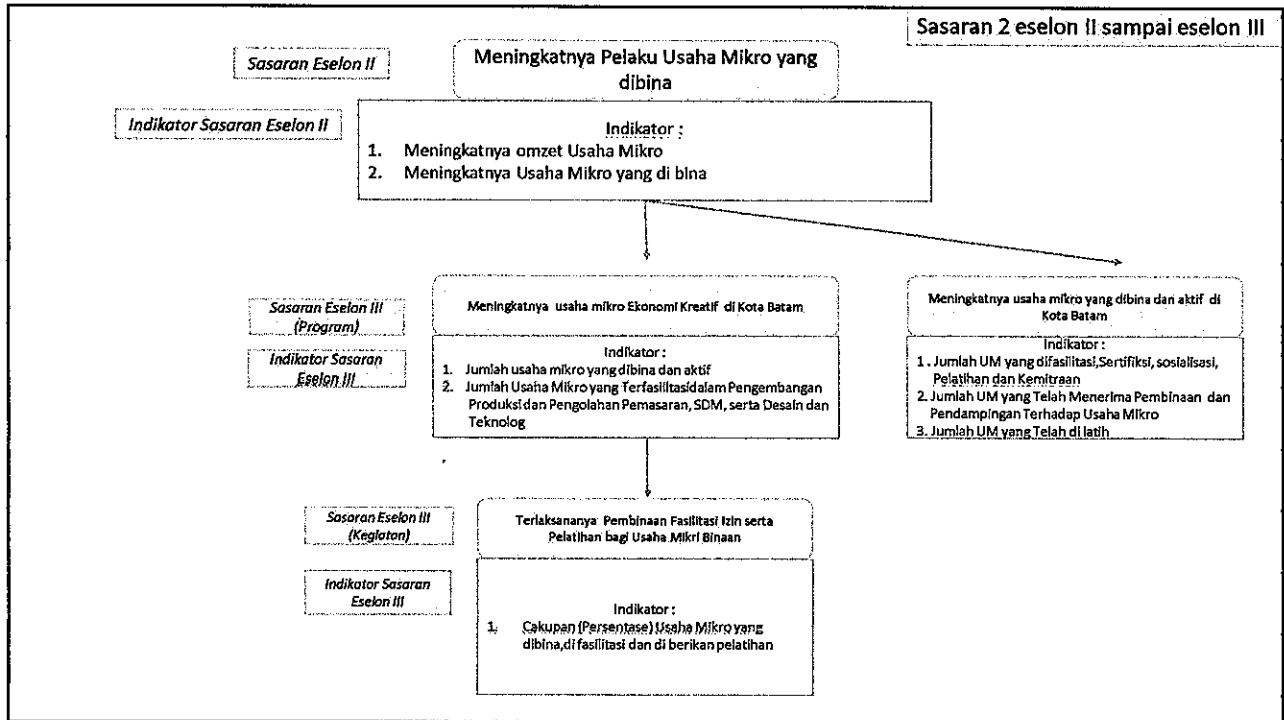 Sasaran 2 eselon II sampai eselon III
Sasaran Eselon II
Meningkatnya Pelaku Usaha Mikro yang
dibina
Indikator Sasaran Eselon II
Indikator :
1. Meningkatnya omzet Usaha Mikro
2. Meningkatnya Usaha Mikro yang di bina
Sasaran Eselon III
(Program)
Meningkatnya usaha mikro Ekonomi Kreatif di Kota Batam
Indikator Sasaran
Eselon III
Indikator :
1. Jumlah usaha mikro yang dibina dan aktif
2. Jumlah Usaha Mikro yang Terfasilitasidalam Pengembangan
Produksi dan Pengolahan Pemasaran, SDM, serta Desain dan
Teknolog
Meningkatnya usaha mikro yang dibina dan aktif di
Kota Batam
Indikator :
1. Jumlah UM yang difasilitasi,Sertifiksi, sosialisasi,
Pelatihan dan Kemitraan
2. Jumlah UM yang Telah Menerima Pembinaan dan
Pendampingan Terhadap Usaha Mikro
3. Jumlah UM yang Telah di latih
Sasaran Eselon III
(Kegiatan)
Terlaksananya Pembinaan Fasilitasi Izin serta
Pelatihan bagi Usaha Mikri Binaan
Indikator Sasaran
Eselon III
Indikator :
1. Cakupan (Persentase) Usaha Mikro yang
dibina,di fasilitasi dan di berikan pelatihan